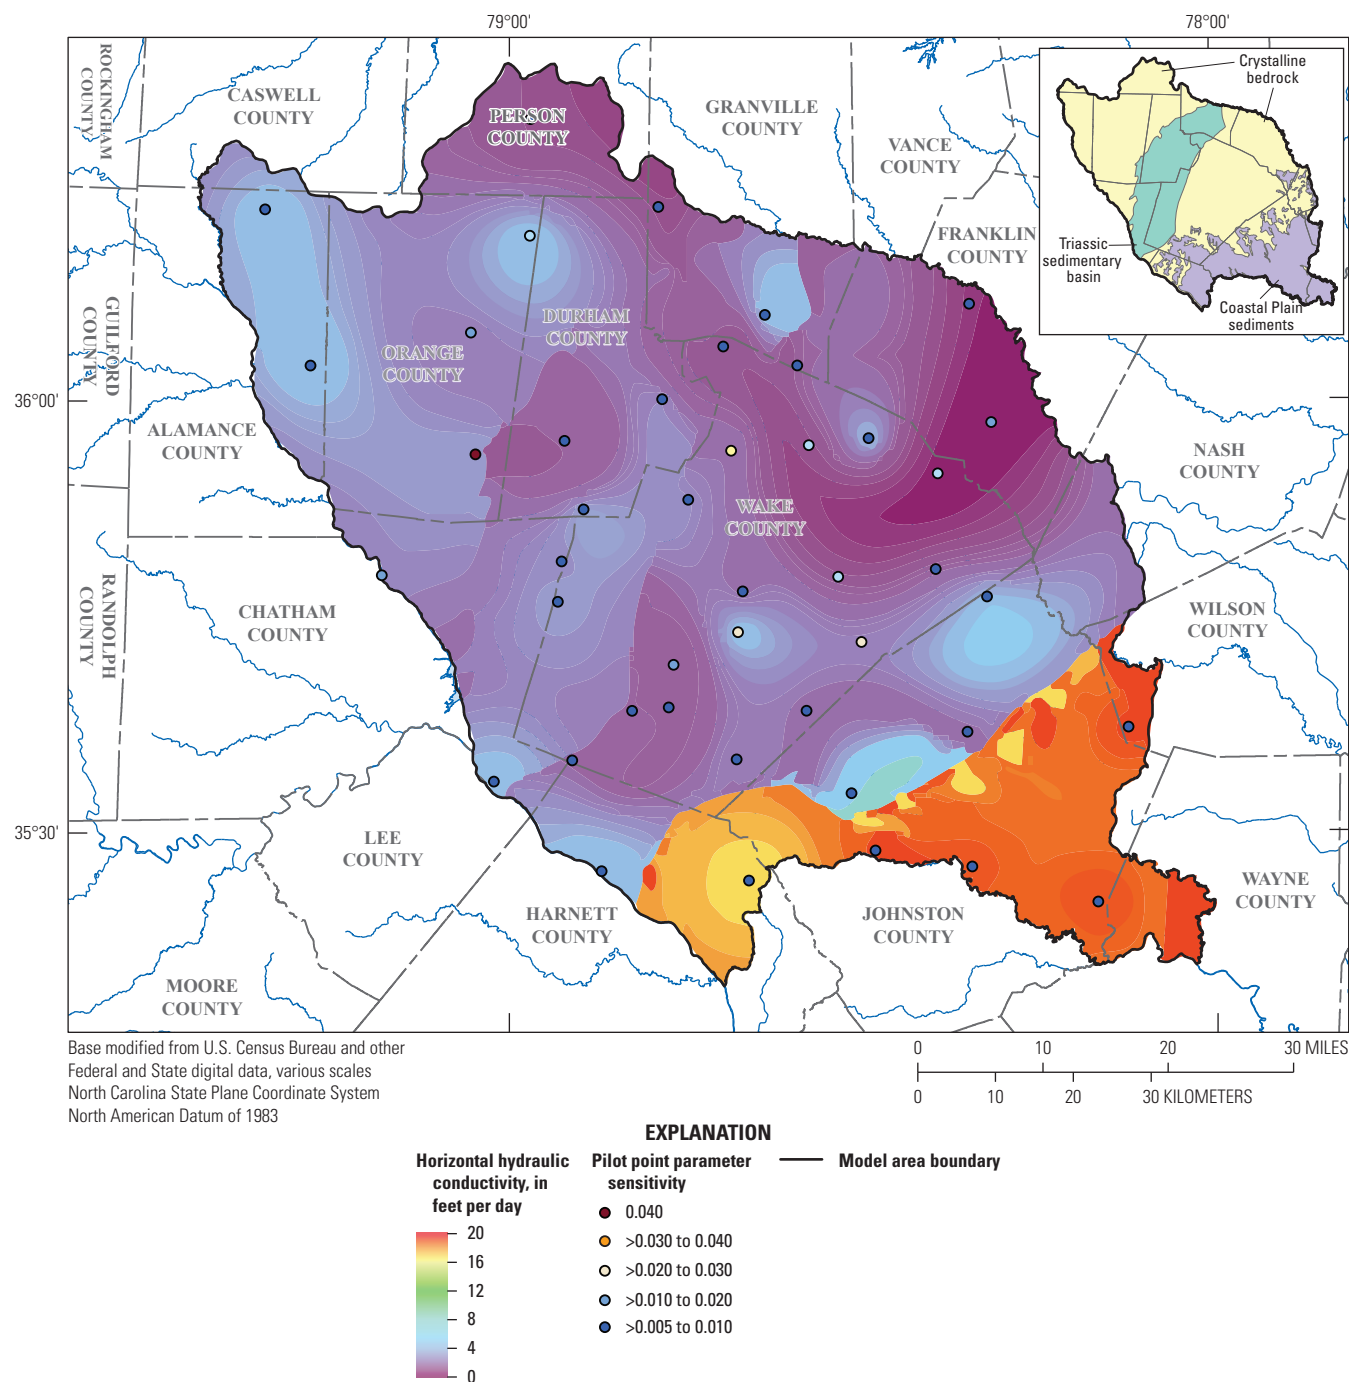 79°00'
78°00'
ROCKINGHAM
COUNTY
CASWELL
COUNTY
PERSON
COUNTY
GRANVILLE
COUNTY
VANCE
COUNTY
FRANKLIN
COUNTY
Crystalline
bedrock
Triassic
sedimentary
basin
Coastal Plain
sediments
GUILFORD
COUNTY
ORANGE
COUNTY
DURHAM
COUNTY
36°00'
ALAMANCE
COUNTY
NASH
COUNTY
WAKE
COUNTY
RANDOLPH
COUNTY
CHATHAM
COUNTY
WILSON
COUNTY
35°30'
LEE
COUNTY
HARNETT
COUNTY
JOHNSTON
COUNTY
WAYNE
COUNTY
MOORE
COUNTY
Base modified from U.S. Census Bureau and other
Federal and State digital data, various scales
North Carolina State Plane Coordinate System
North American Datum of 1983
0 10 20 30 MILES
0 10 20 30 KILOMETERS
EXPLANATION
Horizontal hydraulic
conductivity, in
feet per day
20
16
12
8
4
0
Pilot point parameter
sensitivity
0.040
>0.030 to 0.040
>0.020 to 0.030
>0.010 to 0.020
>0.005 to 0.010
Model area boundary